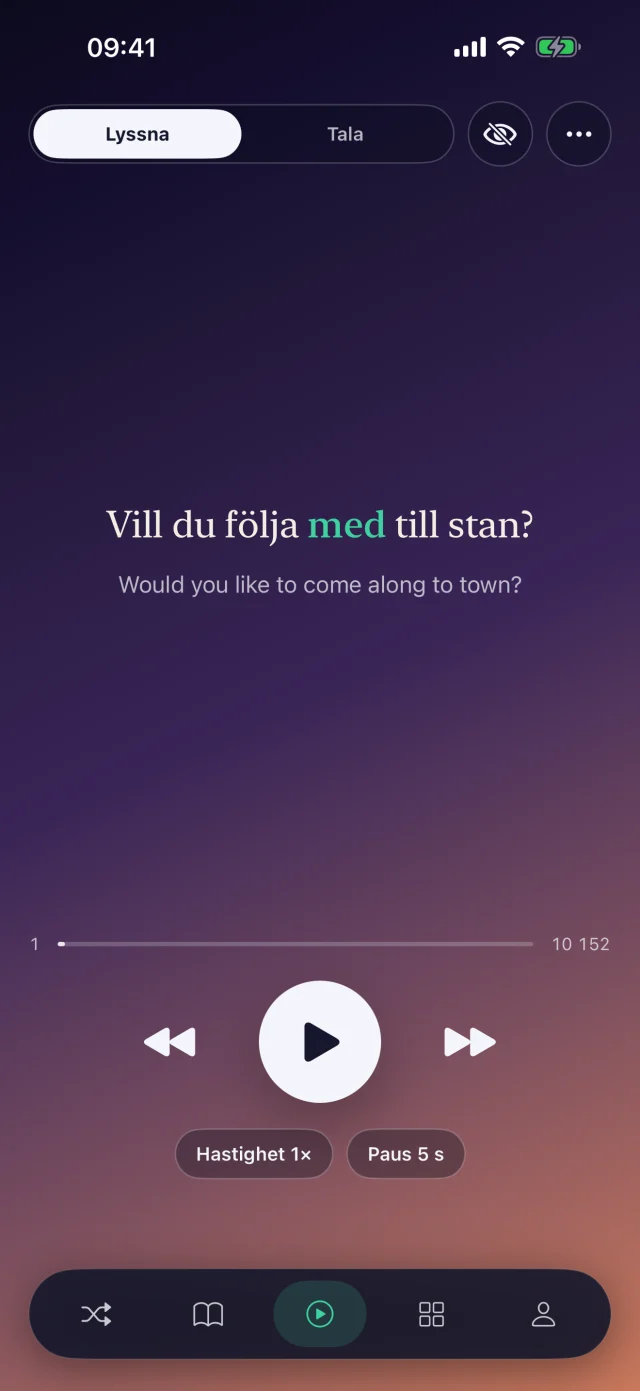 09:41
Lyssna
Tala
Vill du följa med till stan?
Would you like to come along to town?
1
10 152
Hastighet 1×
Paus 5 s